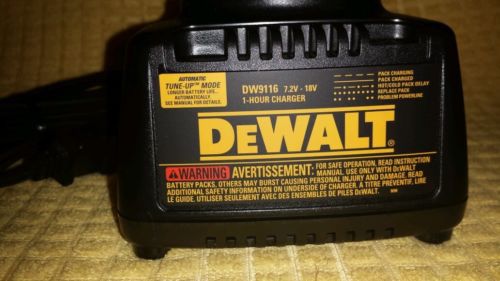 AUTOMATIC
TUNE-UP™ MODE
LONGER BATTERY LIFE...
AUTOMATICALLY.
SEE MANUAL FOR DETAILS.
DW9116 7.2V - 18V
1-HOUR CHARGER
PACK CHARGING
PACK CHARGED
HOT/COLD PACK DELAY
REPLACE PACK
PROBLEM POWERLINE
DEWALT®
WARNING AVERTISSEMENT: FOR SAFE OPERATION, READ INSTRUCTION
MANUAL. USE ONLY WITH DEWALT
BATTERY PACKS, OTHERS MAY BURST CAUSING PERSONAL INJURY AND DAMAGE. READ
ADDITIONAL SAFETY INFORMATION ON UNDERSIDE OF CHARGER. A TITRE PREVENTIF, LIRE
LE GUIDE. UTILISER SEULEMENT AVEC DES ENSEMBLES DE PILES DEWALT.